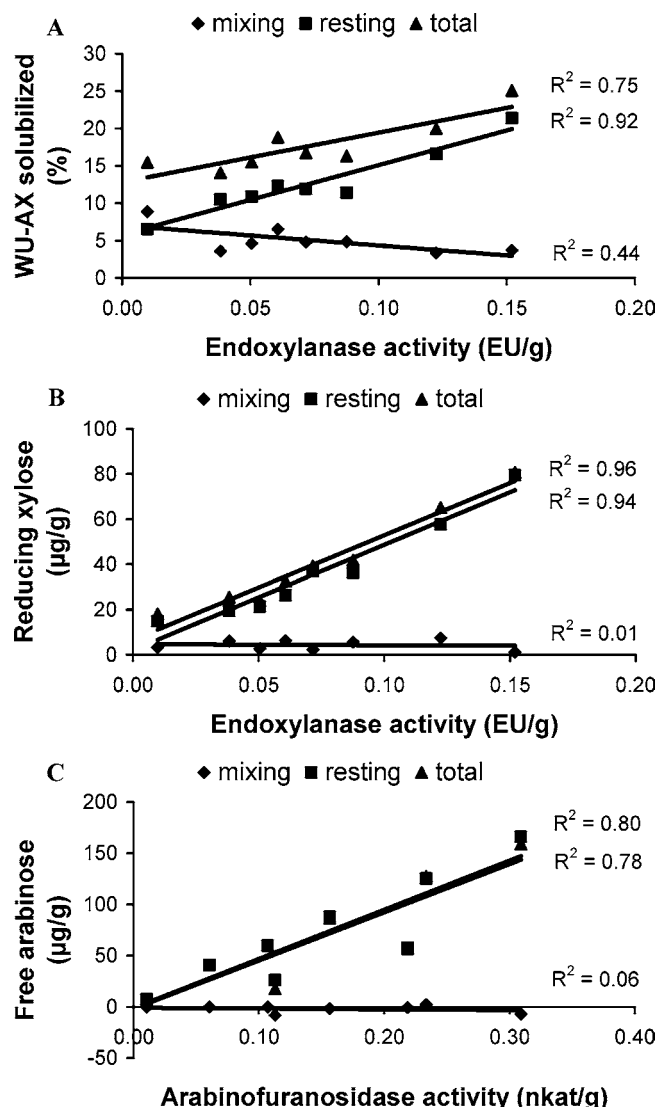 A
◆ mixing ■ resting ▲ total
WU-AX solubilized
(%)
30
25
20
15
10
5
0
R² = 0.75
R² = 0.92
R² = 0.44
0.00 0.05 0.10 0.15 0.20
Endoxylanase activity (EU/g)
B
◆ mixing ■ resting ▲ total
Reducing xylose
(µg/g)
100
80
60
40
20
0
R² = 0.96
R² = 0.94
R² = 0.01
0.00 0.05 0.10 0.15 0.20
Endoxylanase activity (EU/g)
C
◆ mixing ■ resting ▲ total
Free arabinose
(µg/g)
200
150
100
50
0
-50
R² = 0.80
R² = 0.78
R² = 0.06
0.00 0.10 0.20 0.30 0.40
Arabinofuranosidase activity (nkat/g)